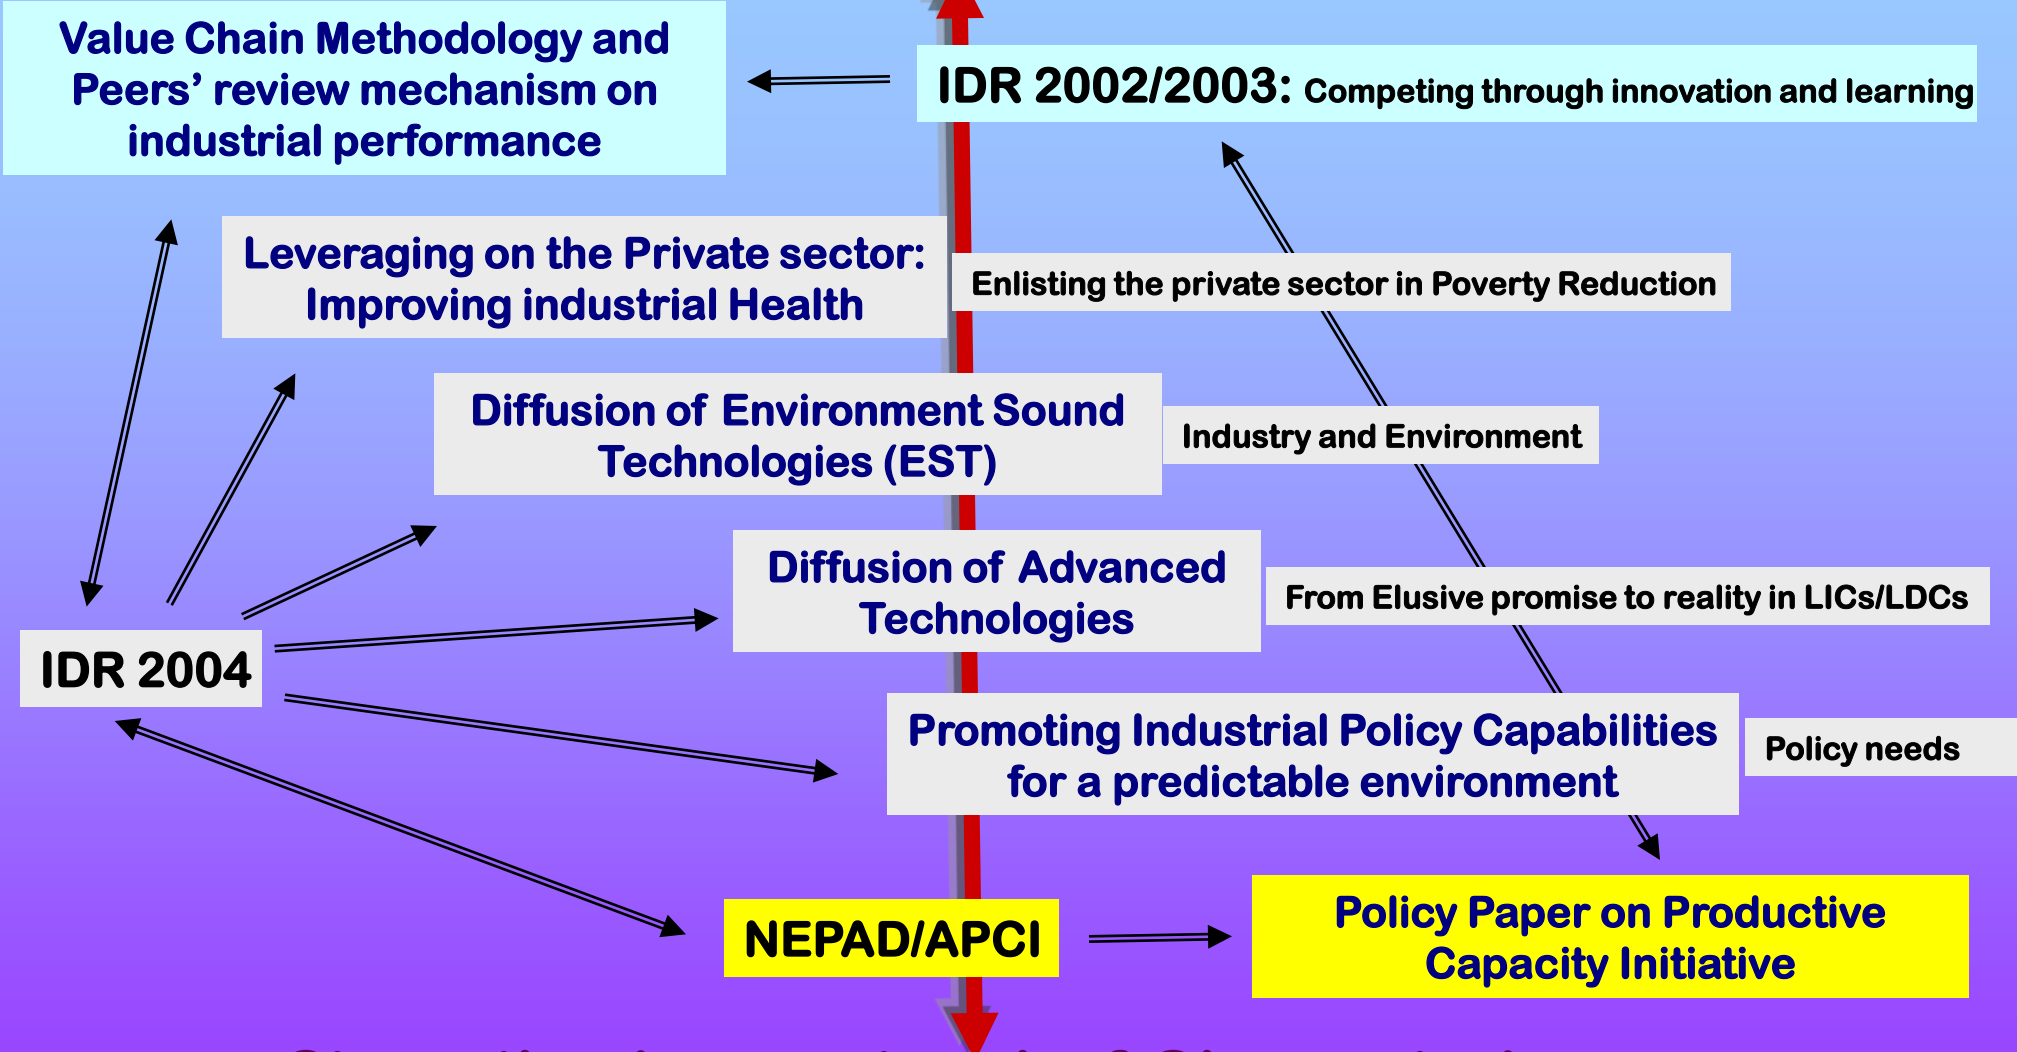 Value Chain Methodology and
Peers’ review mechanism on
industrial performance
IDR 2002/2003: Competing through innovation and learning
Leveraging on the Private sector:
Improving industrial Health
Enlisting the private sector in Poverty Reduction
Diffusion of Environment Sound
Technologies (EST)
Industry and Environment
Diffusion of Advanced
Technologies
From Elusive promise to reality in LICs/LDCs
IDR 2004
Promoting Industrial Policy Capabilities
for a predictable environment
Policy needs
NEPAD/APCI
Policy Paper on Productive
Capacity Initiative